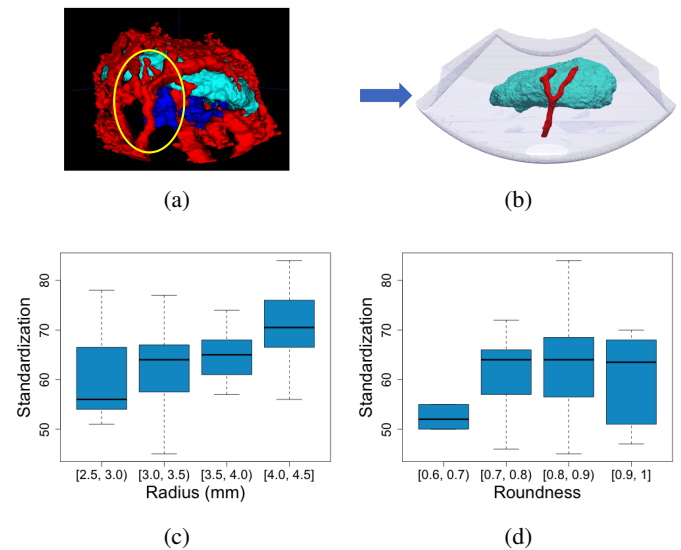 (a)
(b)
Standardization
80
70
60
50
[2.5, 3.0)
[3.0, 3.5)
[3.5, 4.0)
[4.0, 4.5]
Radius (mm)
(c)
Standardization
80
70
60
50
[0.6, 0.7)
[0.7, 0.8)
[0.8, 0.9)
[0.9, 1]
Roundness
(d)